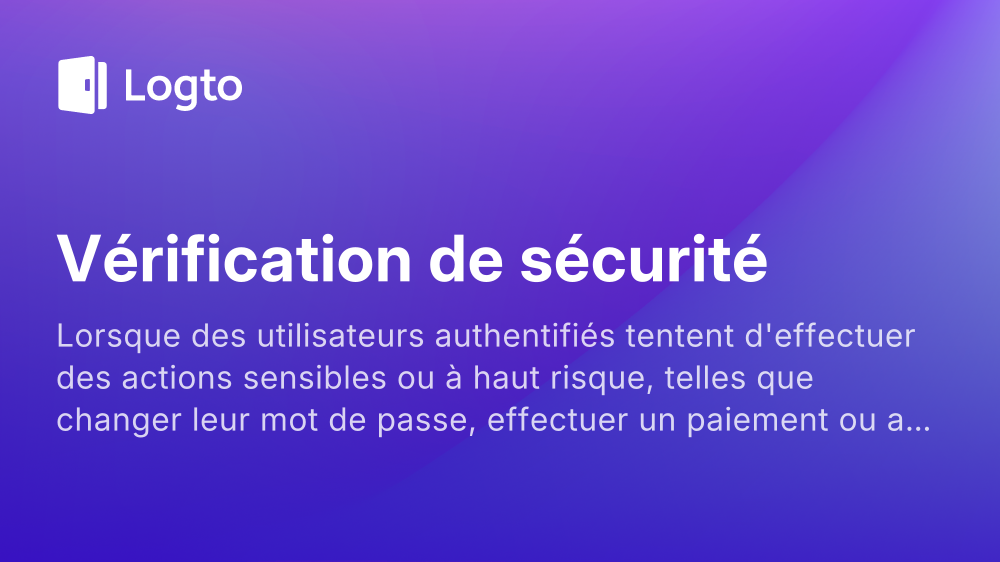 Logto
Vérification de sécurité
Lorsque des utilisateurs authentifiés tentent d'effectuer
des actions sensibles ou à haut risque, telles que
changer leur mot de passe, effectuer un paiement ou a...